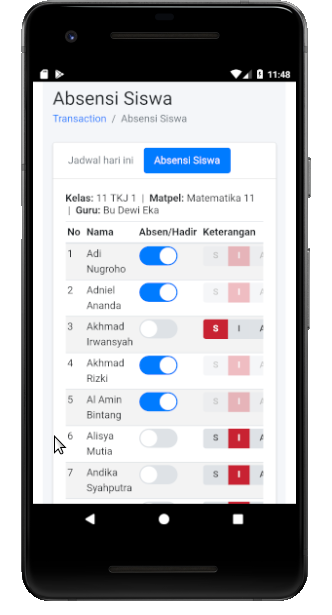 11:48
Absensi Siswa
Transaction / Absensi Siswa
Jadwal hari ini Absensi Siswa
Kelas: 11 TKJ 1 | Matpel: Matematika 11
| Guru: Bu Dewi Eka
No Nama Absen/Hadir Keterangan
1 Adi S I A
Nugroho
2 Adniel S I A
Ananda
3 Akhmad S I A
Irwansyah
4 Akhmad S I A
Rizki
5 Al Amin S I A
Bintang
6 Alisya S I A
Mutia
7 Andika S I A
Syahputra